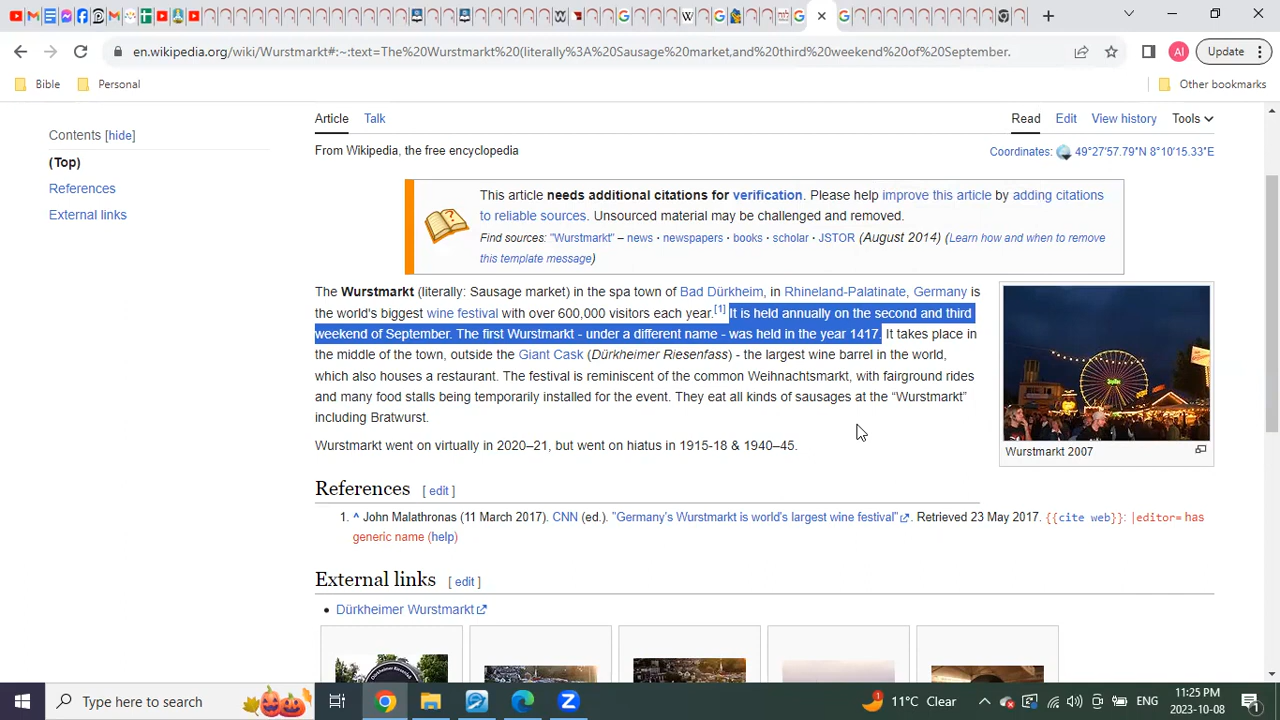 en.wikipedia.org/wiki/Wurstmarkt#:~:text=The%20Wurstmarkt%20(literally%3A%20Sausage%20market,and%20third%20weekend%20of%20September.
AI
Update
Bible
Personal
Other bookmarks
Contents [hide]
(Top)
References
External links
Article
Talk
Read
Edit
View history
Tools
From Wikipedia, the free encyclopedia
Coordinates: 49°27′57.79″N 8°10′15.33″E
This article needs additional citations for verification. Please help improve this article by adding citations
to reliable sources. Unsourced material may be challenged and removed.
Find sources: "Wurstmarkt" – news · newspapers · books · scholar · JSTOR (August 2014) (Learn how and when to remove
this template message)
The Wurstmarkt (literally: Sausage market) in the spa town of Bad Dürkheim, in Rhineland-Palatinate, Germany is
the world's biggest wine festival with over 600,000 visitors each year.[1] It is held annually on the second and third
weekend of September. The first Wurstmarkt - under a different name - was held in the year 1417. It takes place in
the middle of the town, outside the Giant Cask (Dürkheimer Riesenfass) - the largest wine barrel in the world,
which also houses a restaurant. The festival is reminiscent of the common Weihnachtsmarkt, with fairground rides
and many food stalls being temporarily installed for the event. They eat all kinds of sausages at the “Wurstmarkt”
including Bratwurst.
Wurstmarkt went on virtually in 2020–21, but went on hiatus in 1915-18 & 1940–45.
Wurstmarkt 2007
References [ edit ]
1. ^ John Malathronas (11 March 2017). CNN (ed.). "Germany's Wurstmarkt is world's largest wine festival". Retrieved 23 May 2017. {{cite web}}: |editor= has
generic name (help)
External links [ edit ]
• Dürkheimer Wurstmarkt
Type here to search
1
11°C Clear
ENG
11:25 PM
2023-10-08
1